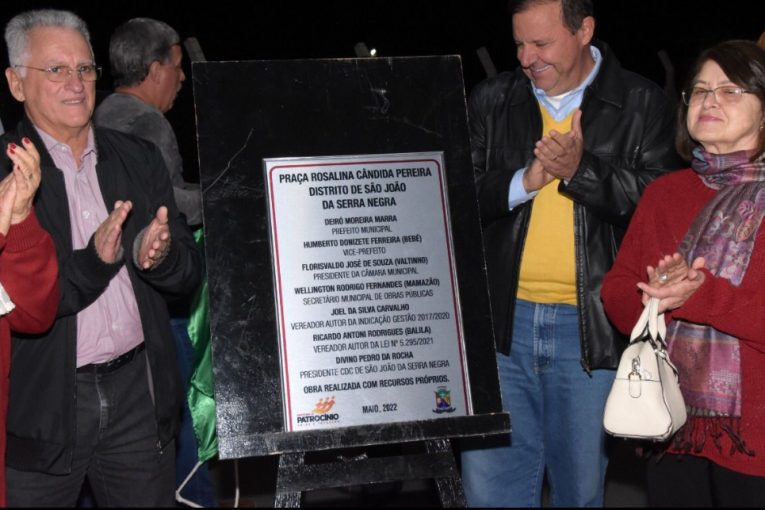 PRAÇA ROSALINA CÂNDIDA PEREIRA
DISTRITO DE SÃO JOÃO
DA SERRA NEGRA
DEIRÓ MOREIRA MARRA
PREFEITO MUNICIPAL
HUMBERTO DONIZETE FERREIRA (BEBÉ)
VICE-PREFEITO
FLORISVALDO JOSÉ DE SOUZA (VALTINHO)
PRESIDENTE DA CÂMARA MUNICIPAL
WELLINGTON RODRIGO FERNANDES (MAMAZÃO)
SECRETÁRIO MUNICIPAL DE OBRAS PÚBLICAS
JOEL DA SILVA CARVALHO
VEREADOR AUTOR DA INDICAÇÃO GESTÃO 2017/2020
RICARDO ANTONI RODRIGUES (BALILA)
VEREADOR AUTOR DA LEI Nº 5.295/2021
DIVINO PEDRO DA ROCHA
PRESIDENTE CDC DE SÃO JOÃO DA SERRA NEGRA
OBRA REALIZADA COM RECURSOS PRÓPRIOS.
PATROCÍNIO
MAIO, 2022